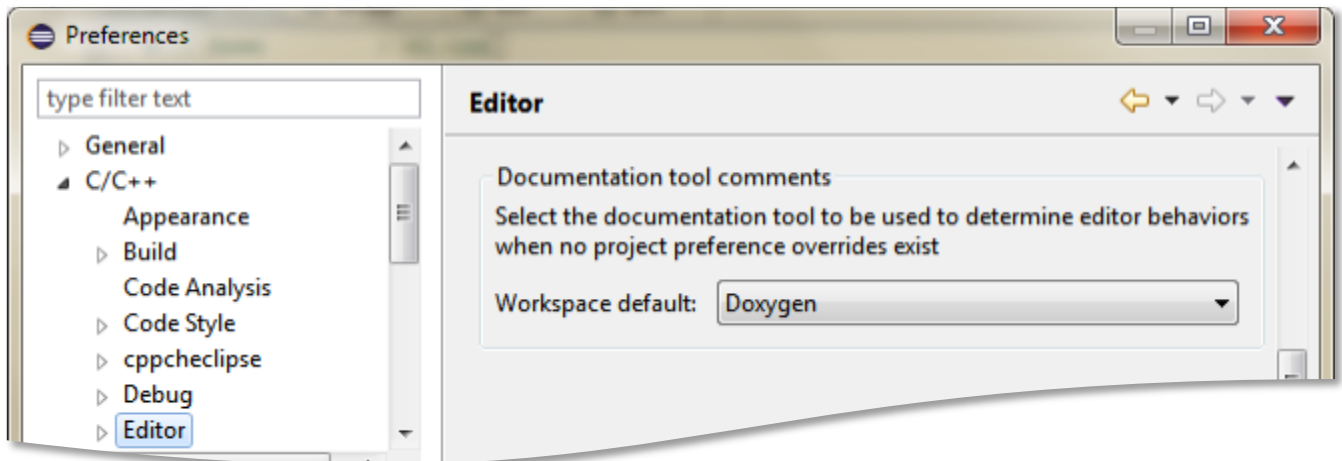 Preferences
type filter text
General
C/C++
Appearance
Build
Code Analysis
Code Style
cppcheclipse
Debug
Editor
Editor
Documentation tool comments
Select the documentation tool to be used to determine editor behaviors
when no project preference overrides exist
Workspace default: Doxygen